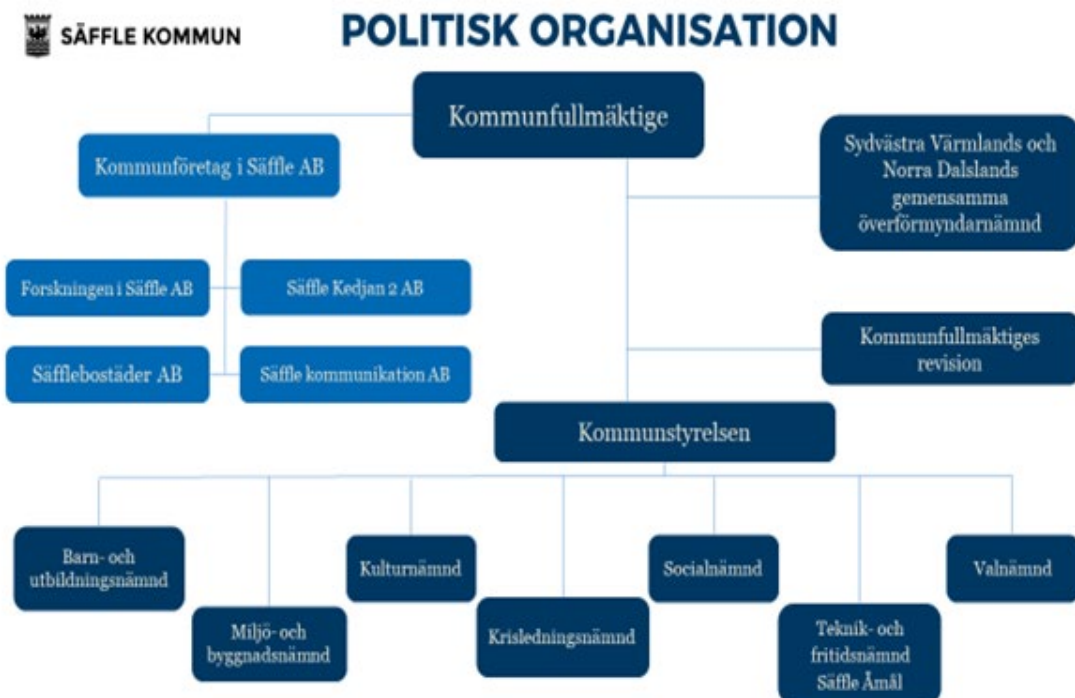 SÄFFLE KOMMUN
POLITISK ORGANISATION
Kommunfullmäktige
Kommunföretag i Säffle AB
Sydvästra Värmlands och
Norra Dalslands
gemensamma
överförmyndarnämnd
Forskningen i Säffle AB
Säffle Kedjan 2 AB
Säfflebostäder AB
Säffle kommunikation AB
Kommunfullmäktiges
revision
Kommunstyrelsen
Barn- och
utbildningsnämnd
Miljö- och
byggnadsnämnd
Kulturnämnd
Krisledningsnämnd
Socialnämnd
Teknik- och
fritidsnämnd
Säffle Åmål
Valnämnd